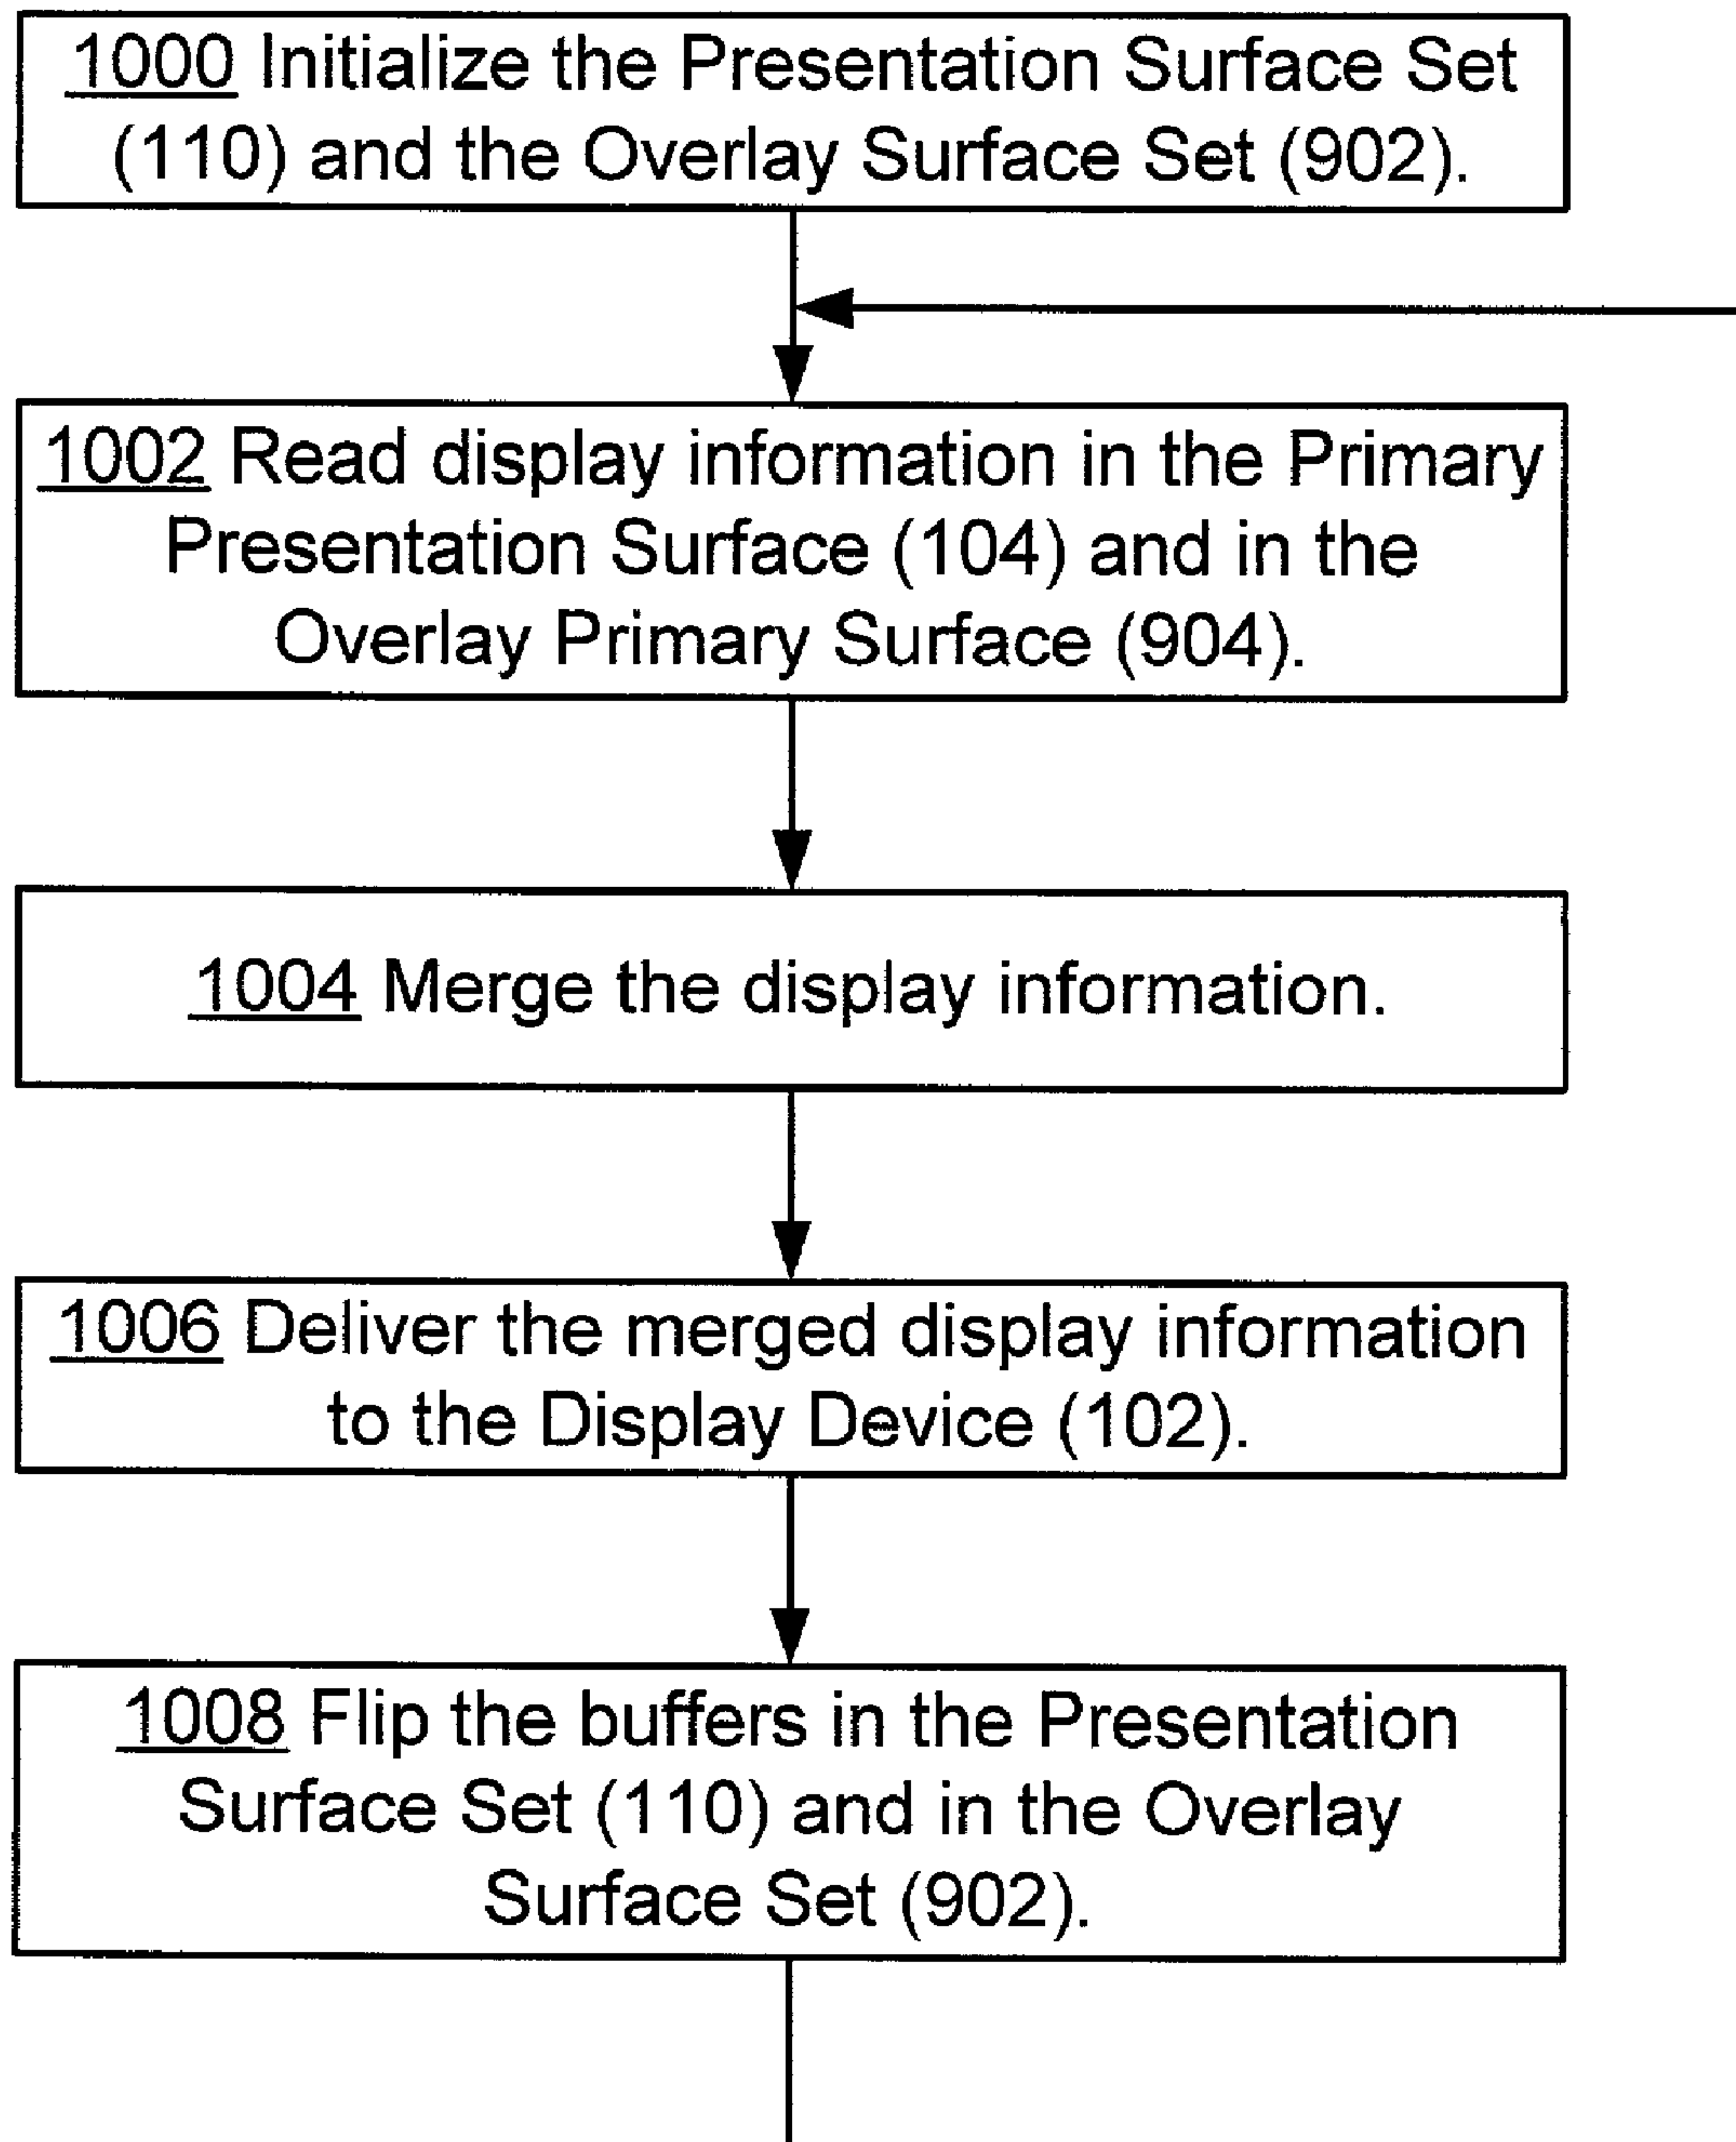 1000 Initialize the Presentation Surface Set
(110) and the Overlay Surface Set (902).
1002 Read display information in the Primary
Presentation Surface (104) and in the
Overlay Primary Surface (904).
1004 Merge the display information.
1006 Deliver the merged display information
to the Display Device (102).
1008 Flip the buffers in the Presentation
Surface Set (110) and in the Overlay
Surface Set (902).